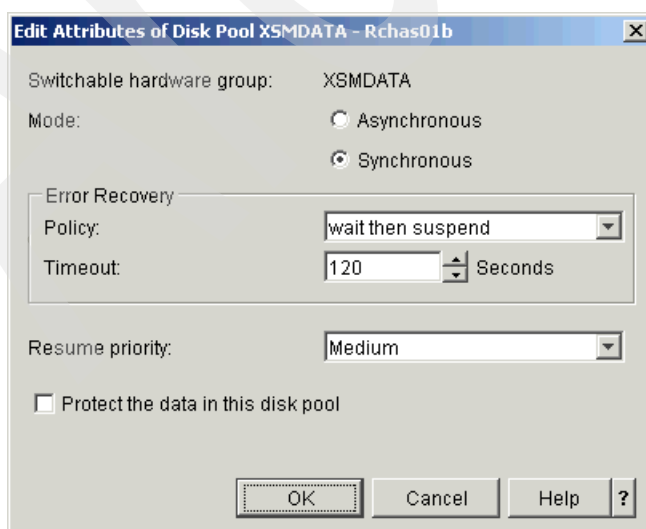 Edit Attributes of Disk Pool XSMDATA - Rchas01b
Switchable hardware group: XSMDATA
Mode: Asynchronous
Synchronous
Error Recovery
Policy: wait then suspend
Timeout: 120 Seconds
Resume priority: Medium
Protect the data in this disk pool
OK Cancel Help ?